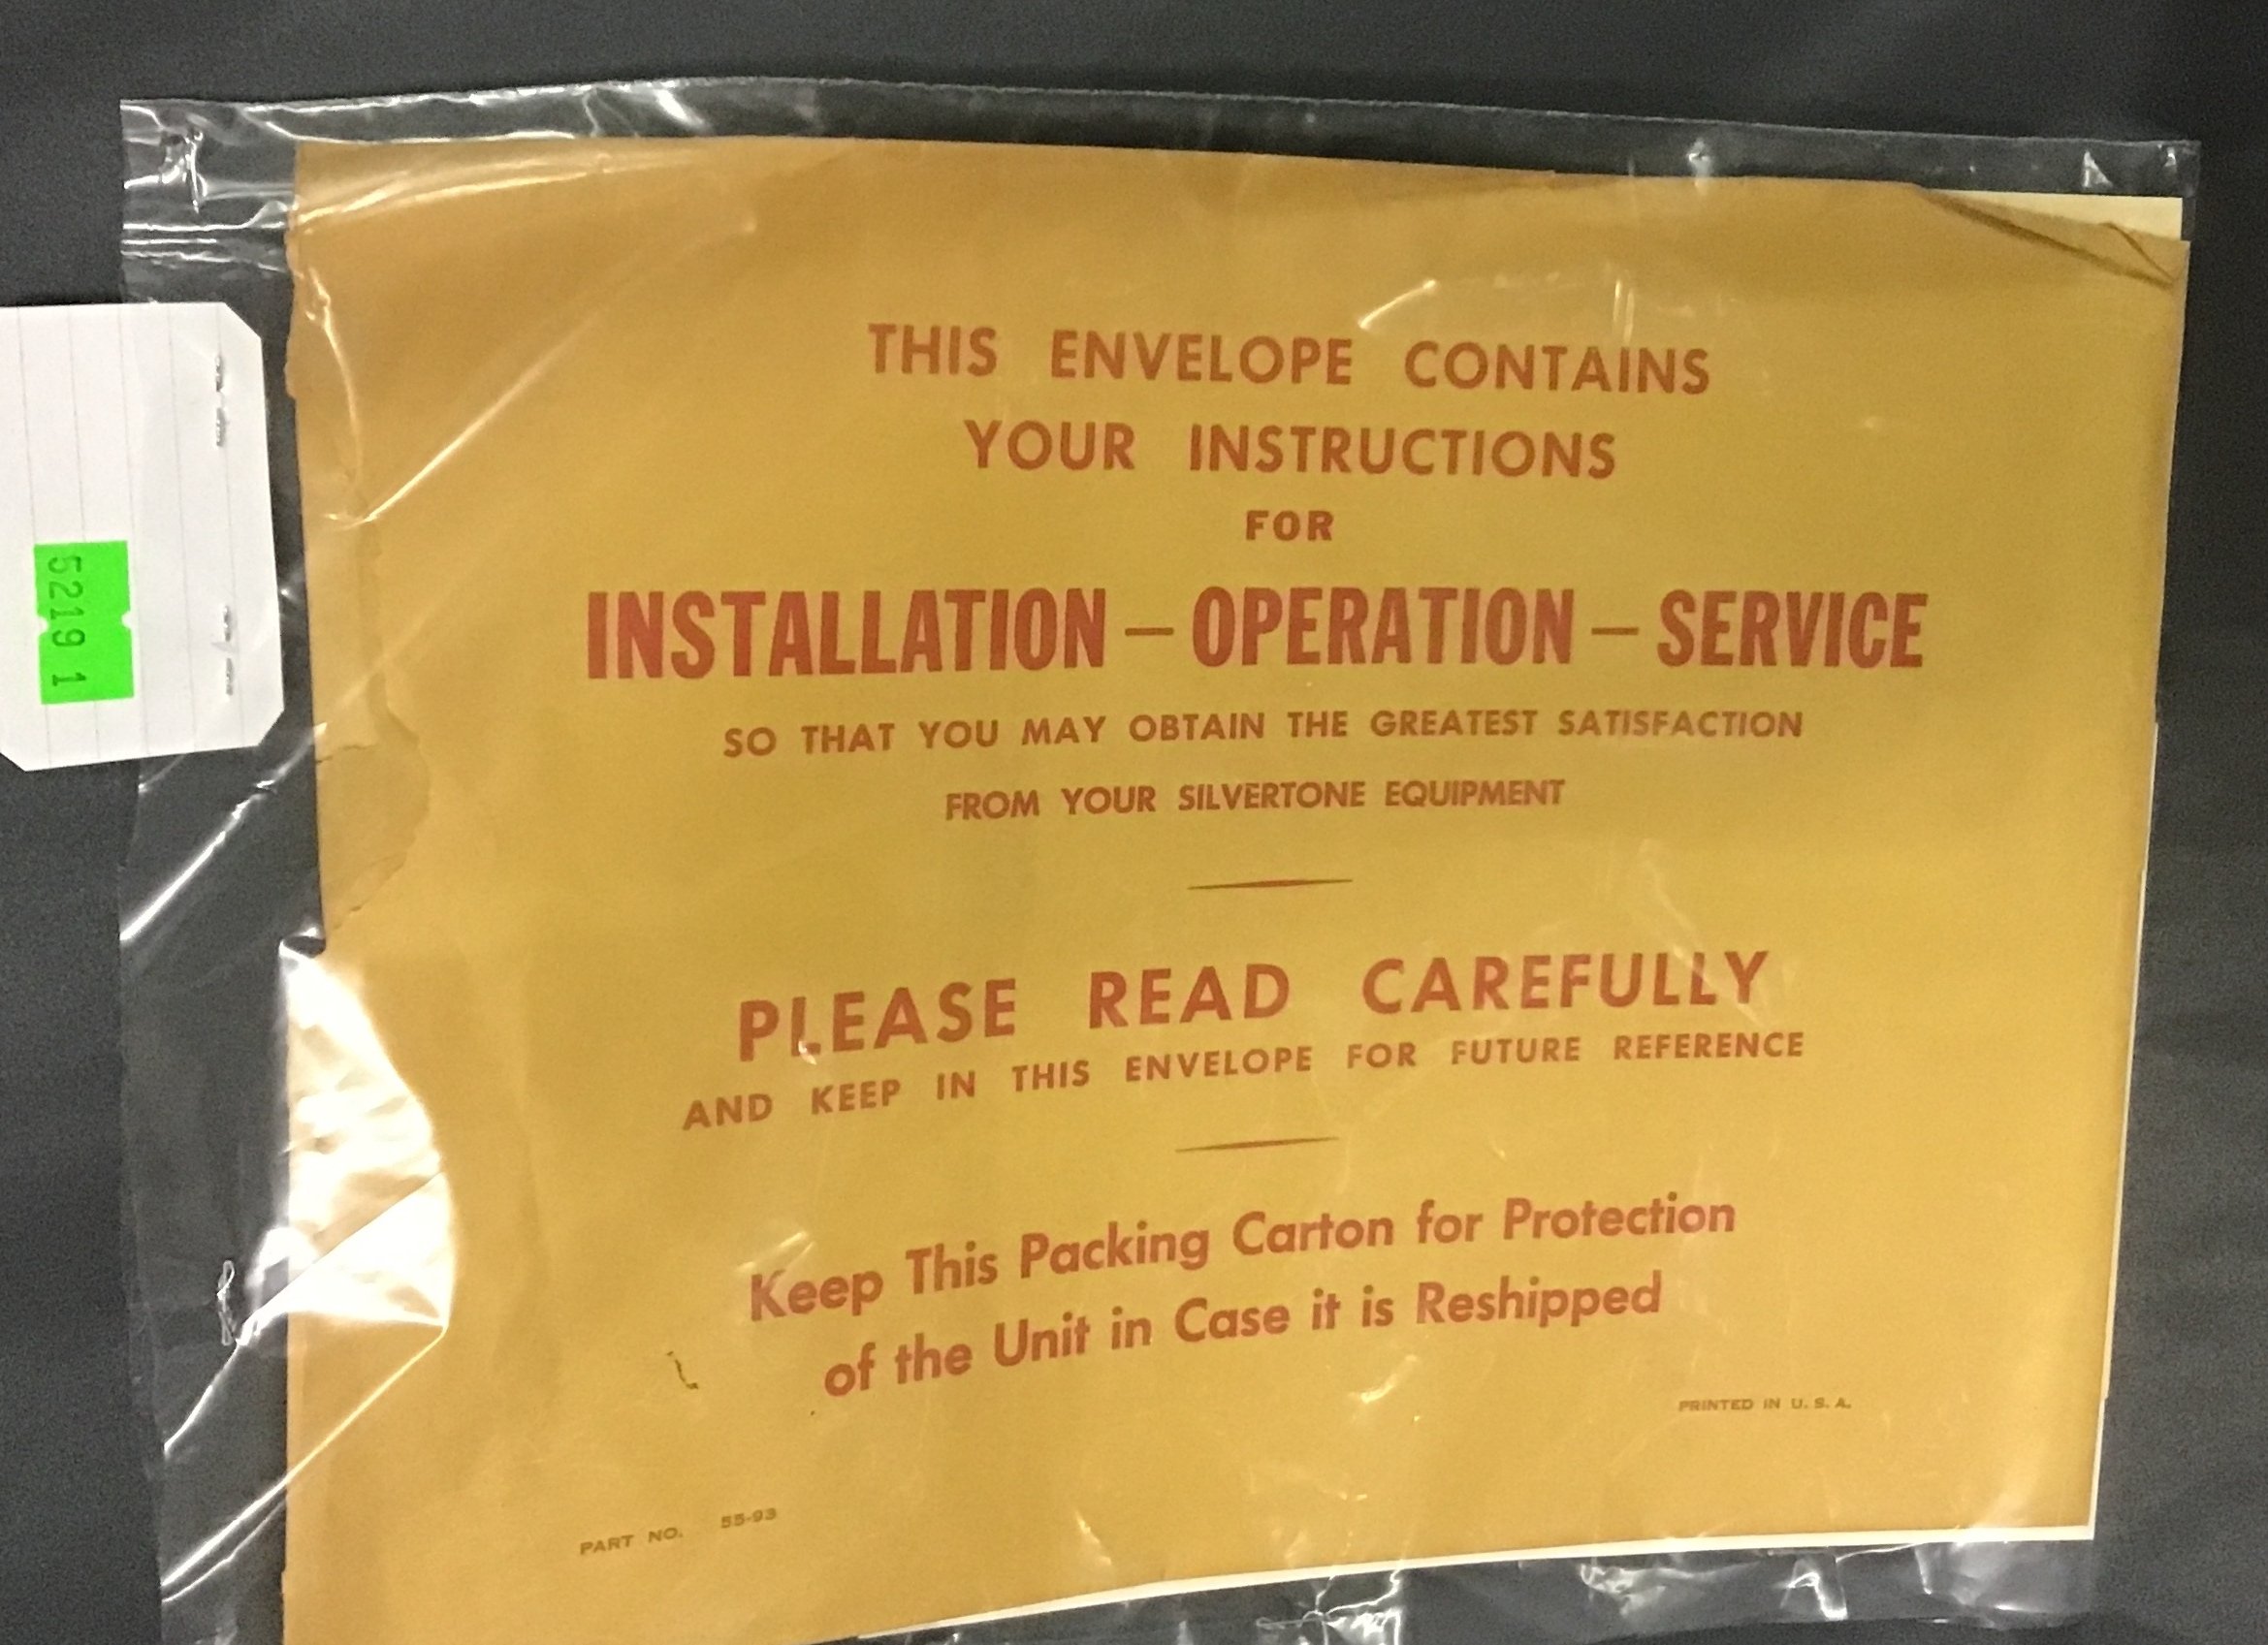 THIS ENVELOPE CONTAINS
YOUR INSTRUCTIONS
FOR
INSTALLATION – OPERATION – SERVICE
SO THAT YOU MAY OBTAIN THE GREATEST SATISFACTION
FROM YOUR SILVERTONE EQUIPMENT
PLEASE READ CAREFULLY
AND KEEP IN THIS ENVELOPE FOR FUTURE REFERENCE
Keep This Packing Carton for Protection
of the Unit in Case it is Reshipped
PRINTED IN U. S. A.
PART NO. 55-93
5219 1